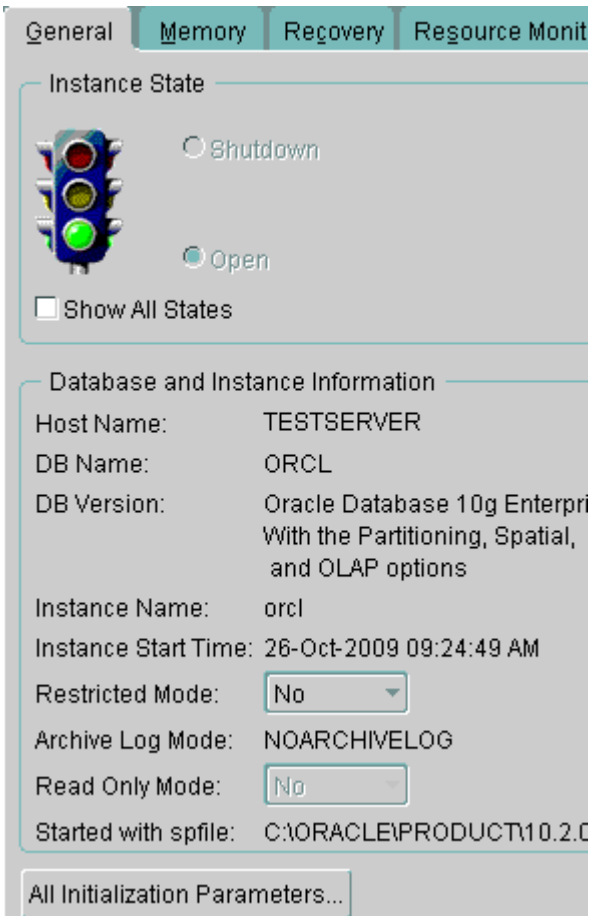 General Memory Recovery Resource Monit
Instance State
Shutdown
Open
Show All States
Database and Instance Information
Host Name: TESTSERVER
DB Name: ORCL
DB Version: Oracle Database 10g Enterpri
With the Partitioning, Spatial,
and OLAP options
Instance Name: orcl
Instance Start Time: 26-Oct-2009 09:24:49 AM
Restricted Mode: No
Archive Log Mode: NOARCHIVELOG
Read Only Mode: No
Started with spfile: C:\ORACLE\PRODUCT\10.2.0
All Initialization Parameters...